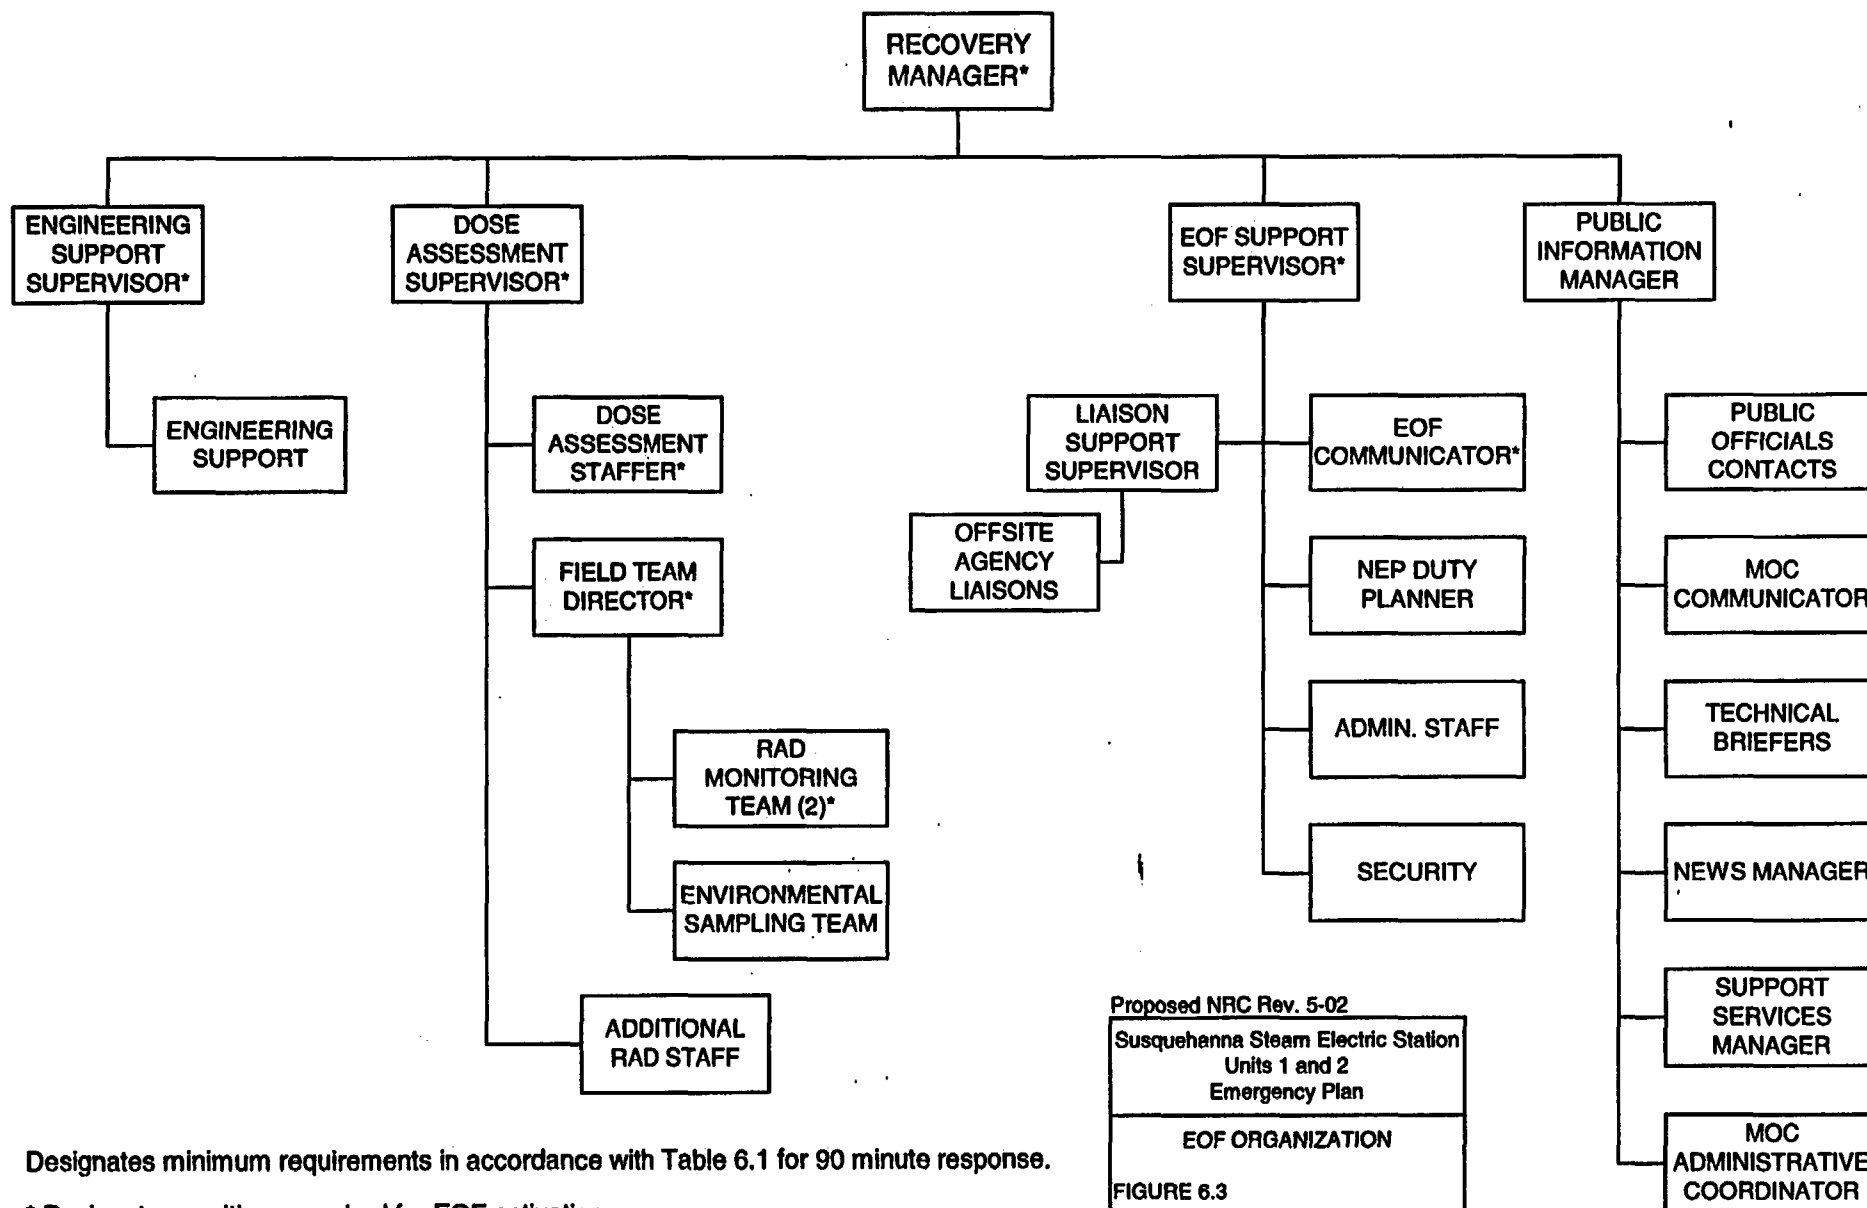 RECOVERY
MANAGER*
ENGINEERING
SUPPORT
SUPERVISOR*
DOSE
ASSESSMENT
SUPERVISOR*
EOF SUPPORT
SUPERVISOR*
PUBLIC
INFORMATION
MANAGER
ENGINEERING
SUPPORT
DOSE
ASSESSMENT
STAFFER*
LIAISON
SUPPORT
SUPERVISOR
EOF
COMMUNICATOR*
PUBLIC
OFFICIALS
CONTACTS
OFFSITE
AGENCY
LIAISONS
FIELD TEAM
DIRECTOR*
NEP DUTY
PLANNER
MOC
COMMUNICATOR
RAD
MONITORING
TEAM (2)*
ADMIN. STAFF
TECHNICAL
BRIEFERS
ENVIRONMENTAL
SAMPLING TEAM
SECURITY
NEWS MANAGER
ADDITIONAL
RAD STAFF
SUPPORT
SERVICES
MANAGER
MOC
ADMINISTRATIVE
COORDINATOR
Proposed NRC Rev. 5-02
Susquehanna Steam Electric Station
Units 1 and 2
Emergency Plan
EOF ORGANIZATION
FIGURE 6.3
Designates minimum requirements in accordance with Table 6.1 for 90 minute response.